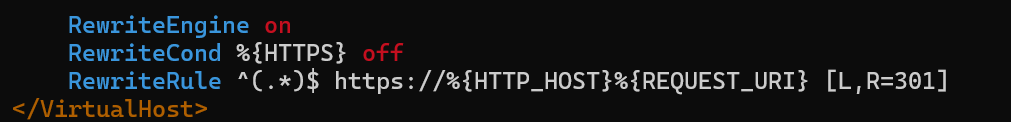 RewriteEngine on
RewriteCond %{HTTPS} off
RewriteRule ^(.*)$ https://%{HTTP_HOST}%{REQUEST_URI} [L,R=301]
</VirtualHost>